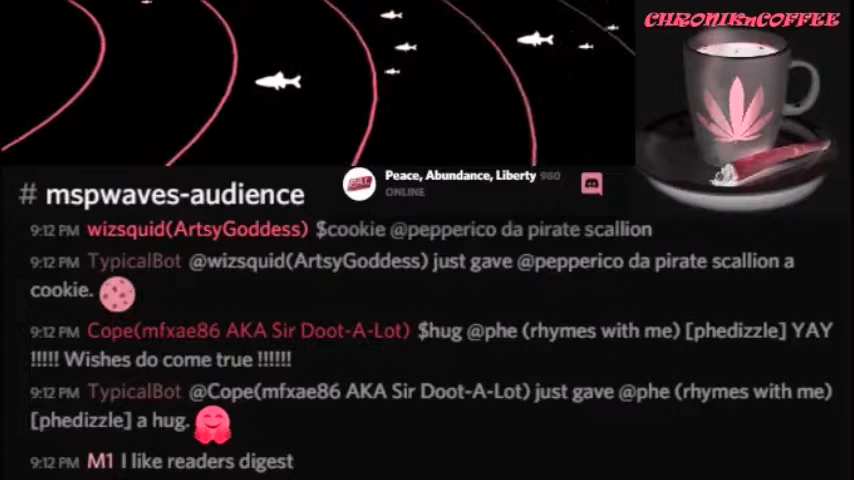 CHRONIKnCOFFEE
Peace, Abundance, Liberty 980
ONLINE
# mspwaves-audience
9:12 PM wizsquid(ArtsyGoddess) $cookie @pepperico da pirate scallion
9:12 PM TypicalBot @wizsquid(ArtsyGoddess) just gave @pepperico da pirate scallion a
cookie.
9:12 PM Cope(mfxae86 AKA Sir Doot-A-Lot) $hug @phe (rhymes with me) [phedizzle] YAY
!!!!! Wishes do come true !!!!!!
9:12 PM TypicalBot @Cope(mfxae86 AKA Sir Doot-A-Lot) just gave @phe (rhymes with me)
[phedizzle] a hug.
9:12 PM M1 I like readers digest